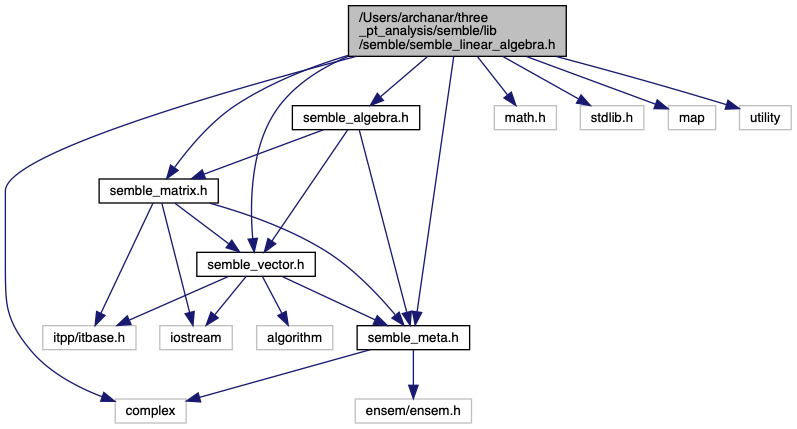 /Users/archanar/three
_pt_analysis/semble/lib
/semble/semble_linear_algebra.h
semble_algebra.h
math.h
stdlib.h
map
utility
semble_matrix.h
semble_vector.h
itpp/itbase.h
iostream
algorithm
semble_meta.h
complex
ensem/ensem.h